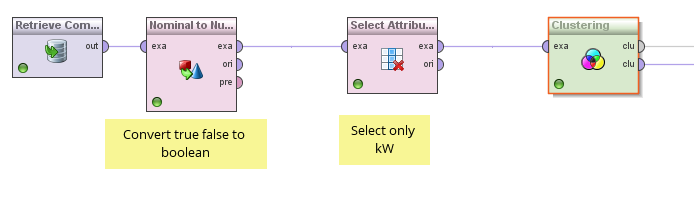 Retrieve Com...
out
Nominal to Nu...
exa
exa
ori
pre
Select Attribu...
exa
exa
ori
Clustering
exa
clu
clu
Convert true false to
boolean
Select only
kW